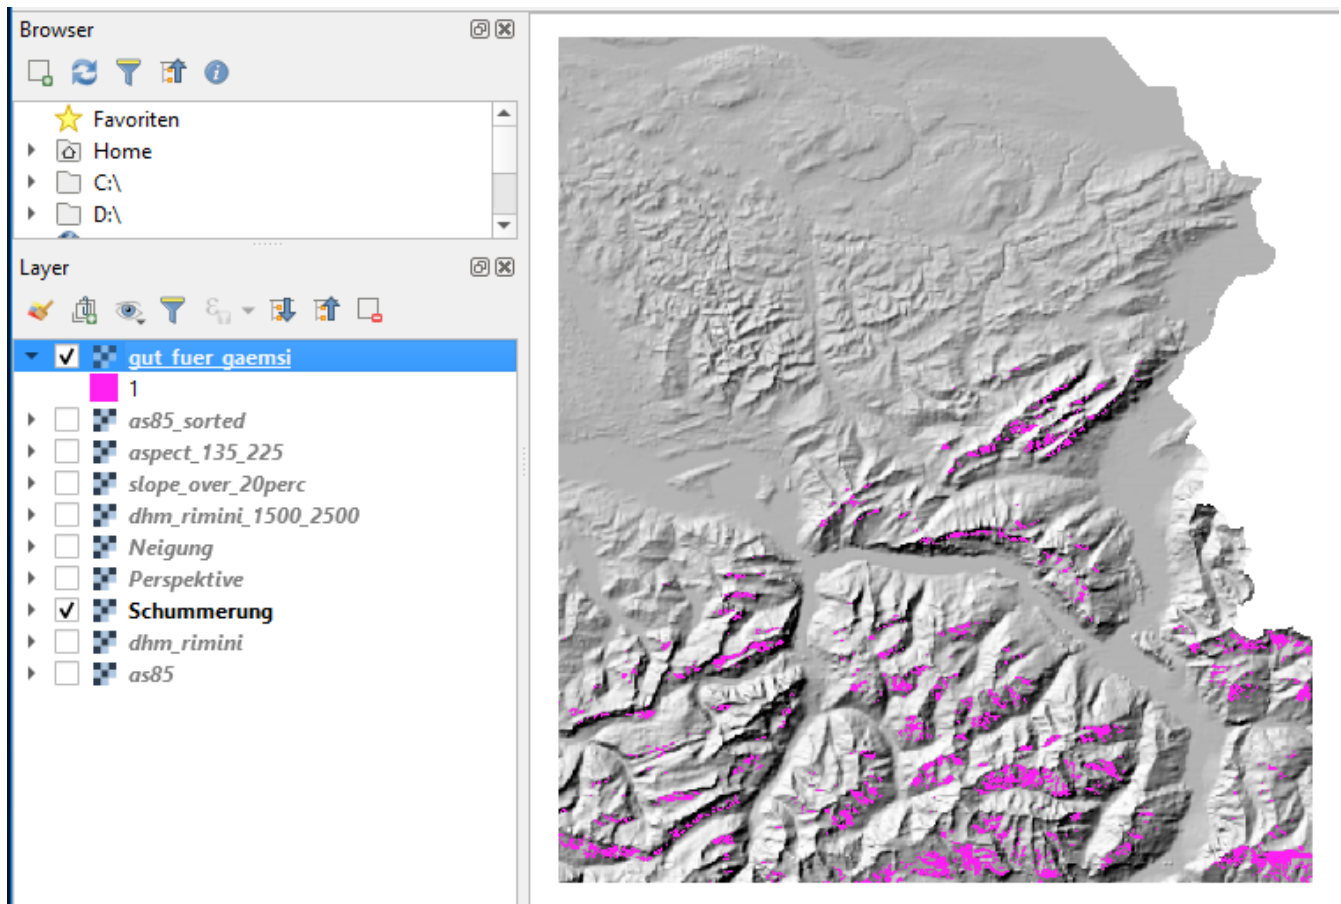 Browser
Favoriten
Home
C:\
D:\
Layer
gut_fuer_gaemsi
1
as85_sorted
aspect_135_225
slope_over_20perc
dhm_rimini_1500_2500
Neigung
Perspektive
Schummerung
dhm_rimini
as85